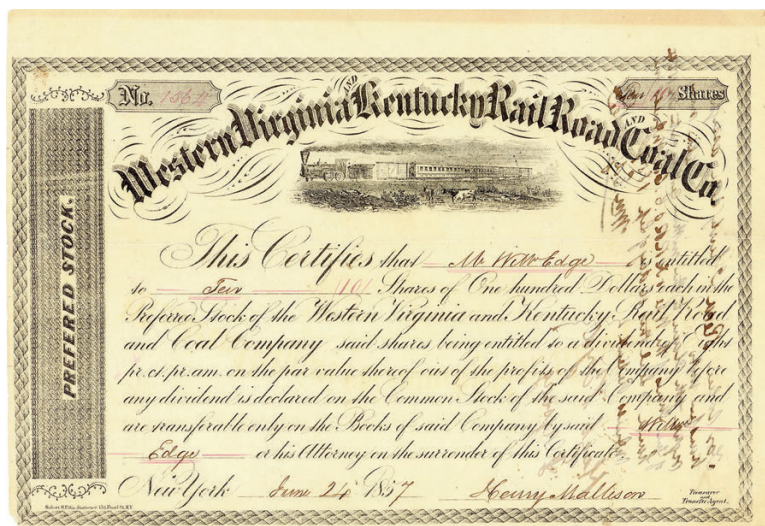 No. 1564
Ten 10 Shares
Western Virginia AND Kentucky Rail Road AND Coal Co.
PREFERED STOCK.
This Certifies that Mr Willm Edge is entitled
to Ten (10) Shares of One hundred Dollars each in the
Preferred Stock of the Western Virginia and Kentucky Rail Road
and Coal Company said shares being entitled to a dividend of Eight
pr. ct. pr. am. on the par value thereof out of the profits of the Company before
any dividend is declared on the Common Stock of the said Company and
are transferable only on the Books of said Company by said Willm
Edge or his Attorney on the surrender of this Certificate
New York June 24 1857 Henry Mallison
Treasurer
and
Transfer Agent.